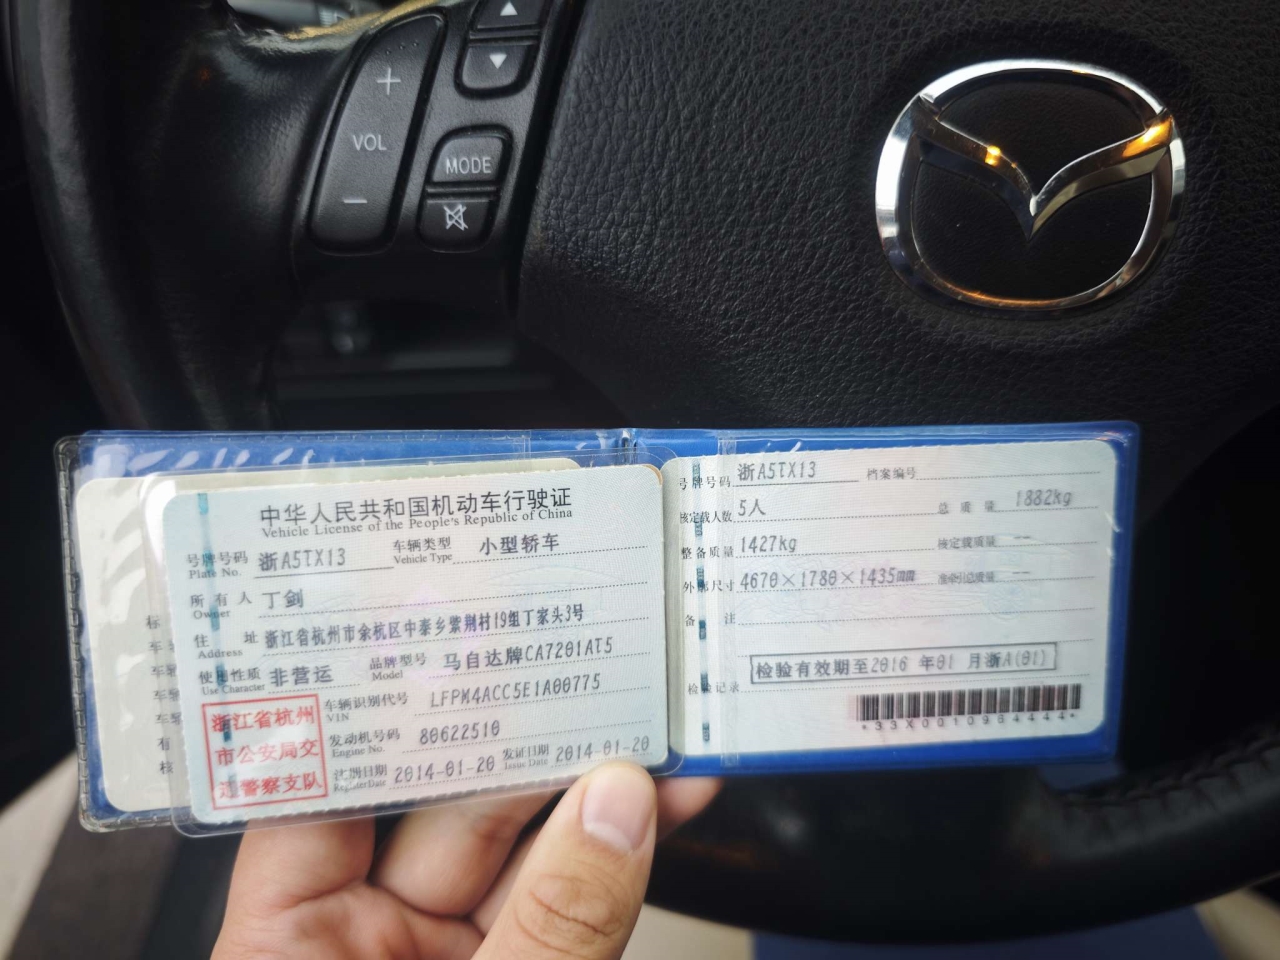 VOL
MODE
中华人民共和国机动车行驶证
Vehicle License of the People's Republic of China
号牌号码 浙A5TX13 车辆类型 小型轿车
Plate No. Vehicle Type
所有人 丁剑
Owner
住 址 浙江省杭州市余杭区中泰乡紫荆村19组丁家头3号
Address
使用性质 非营运 品牌型号 马自达牌CA7201AT5
Use Character Model
浙江省杭州
市公安局交
通警察支队
车辆识别代号 LFPM4ACC5E1A00775
VIN
发动机号码 80622510
Engine No.
注册日期 2014-01-20 发证日期 2014-01-20
Register Date Issue Date
号牌号码 浙A5TX13 档案编号
核定载人数 5人 总质量 1882kg
整备质量 1427kg 核定载质量 --
外廓尺寸 4670×1780×1435mm 准牵引总质量 --
备 注
检验记录 检验有效期至2016 年01 月浙A(01)
*33X0010964444*